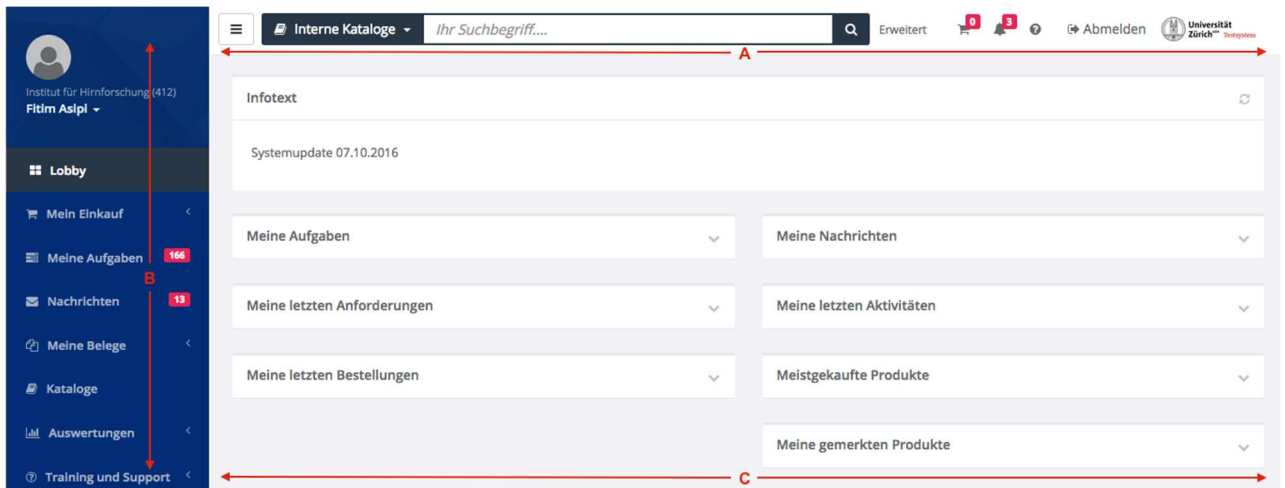 Interne Kataloge
Ihr Suchbegriff....
Erweitert
0
3
Abmelden
Universität
Zürich UZH Testsystem
A
Institut für Hirnforschung (412)
Fitim Asipi
Lobby
Mein Einkauf
Meine Aufgaben 166
B
Nachrichten 13
Meine Belege
Kataloge
Auswertungen
Training und Support
Infotext
Systemupdate 07.10.2016
Meine Aufgaben
Meine Nachrichten
Meine letzten Anforderungen
Meine letzten Aktivitäten
Meine letzten Bestellungen
Meistgekaufte Produkte
Meine gemerkten Produkte
C